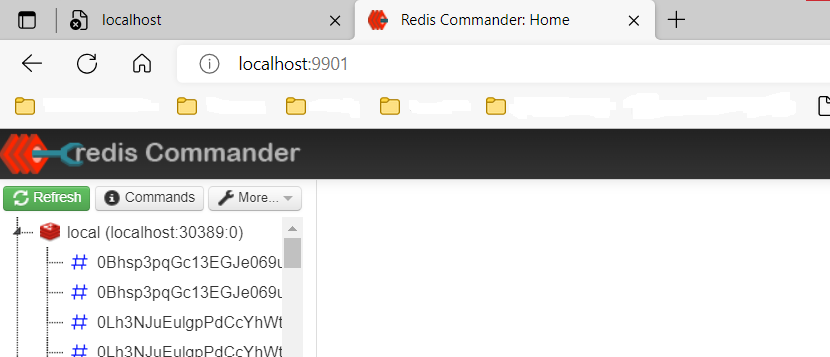 localhost
Redis Commander: Home
localhost:9901
redis Commander
Refresh
Commands
More...
local (localhost:30389:0)
# 0Bhsp3pqGc13EGJe069u
# 0Bhsp3pqGc13EGJe069u
# 0Lh3NJuEulgpPdCcYhWt
# 0Lh3NJuEulgpPdCcYhWt